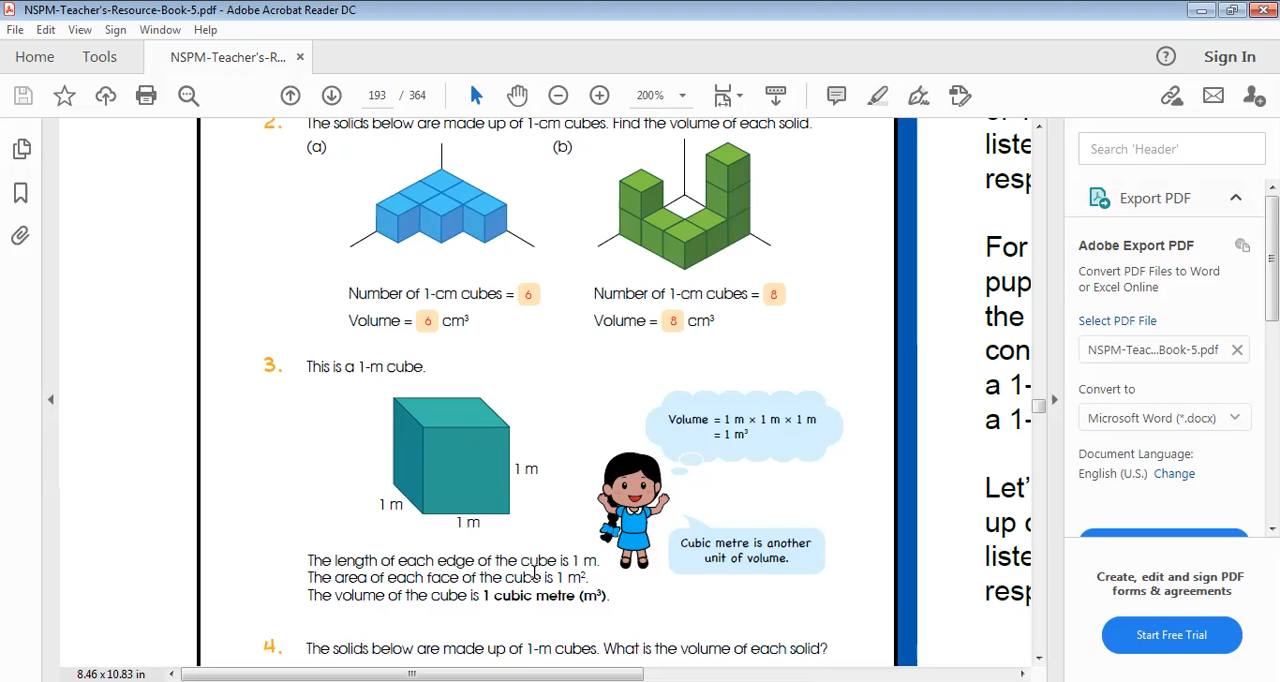 NSPM-Teacher's-Resource-Book-5.pdf - Adobe Acrobat Reader DC
File Edit View Sign Window Help
Home Tools NSPM-Teacher's-R... ×
? Sign In
193 / 364 200%
2. The solids below are made up of 1-cm cubes. Find the volume of each solid.
(a) (b)
Number of 1-cm cubes = 6
Volume = 6 cm³
Number of 1-cm cubes = 8
Volume = 8 cm³
3. This is a 1-m cube.
1 m
1 m
1 m
Volume = 1 m × 1 m × 1 m
= 1 m³
Cubic metre is another
unit of volume.
The length of each edge of the cube is 1 m.
The area of each face of the cube is 1 m².
The volume of the cube is 1 cubic metre (m³).
4. The solids below are made up of 1-m cubes. What is the volume of each solid?
8.46 x 10.83 in
liste
resp
For
pup
the
con
a 1-
a 1-
Let'
up c
liste
resp
Search 'Header'
Export PDF
Adobe Export PDF
Convert PDF Files to Word
or Excel Online
Select PDF File
NSPM-Teac...Book-5.pdf ×
Convert to
Microsoft Word (*.docx)
Document Language:
English (U.S.) Change
Create, edit and sign PDF
forms & agreements
Start Free Trial